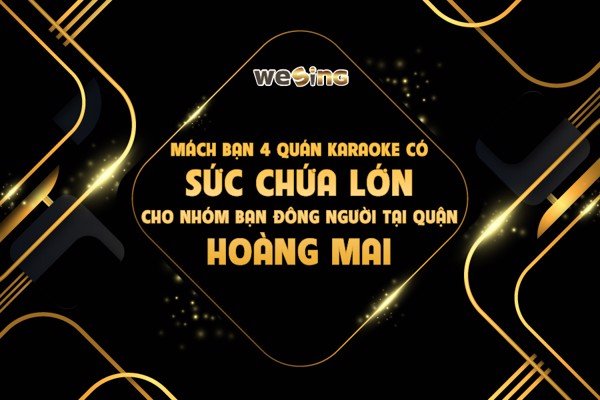 wesing
MÁCH BẠN 4 QUÁN KARAOKE CÓ
SỨC CHỨA LỚN
CHO NHÓM BẠN ĐÔNG NGƯỜI TẠI QUẬN
HOÀNG MAI